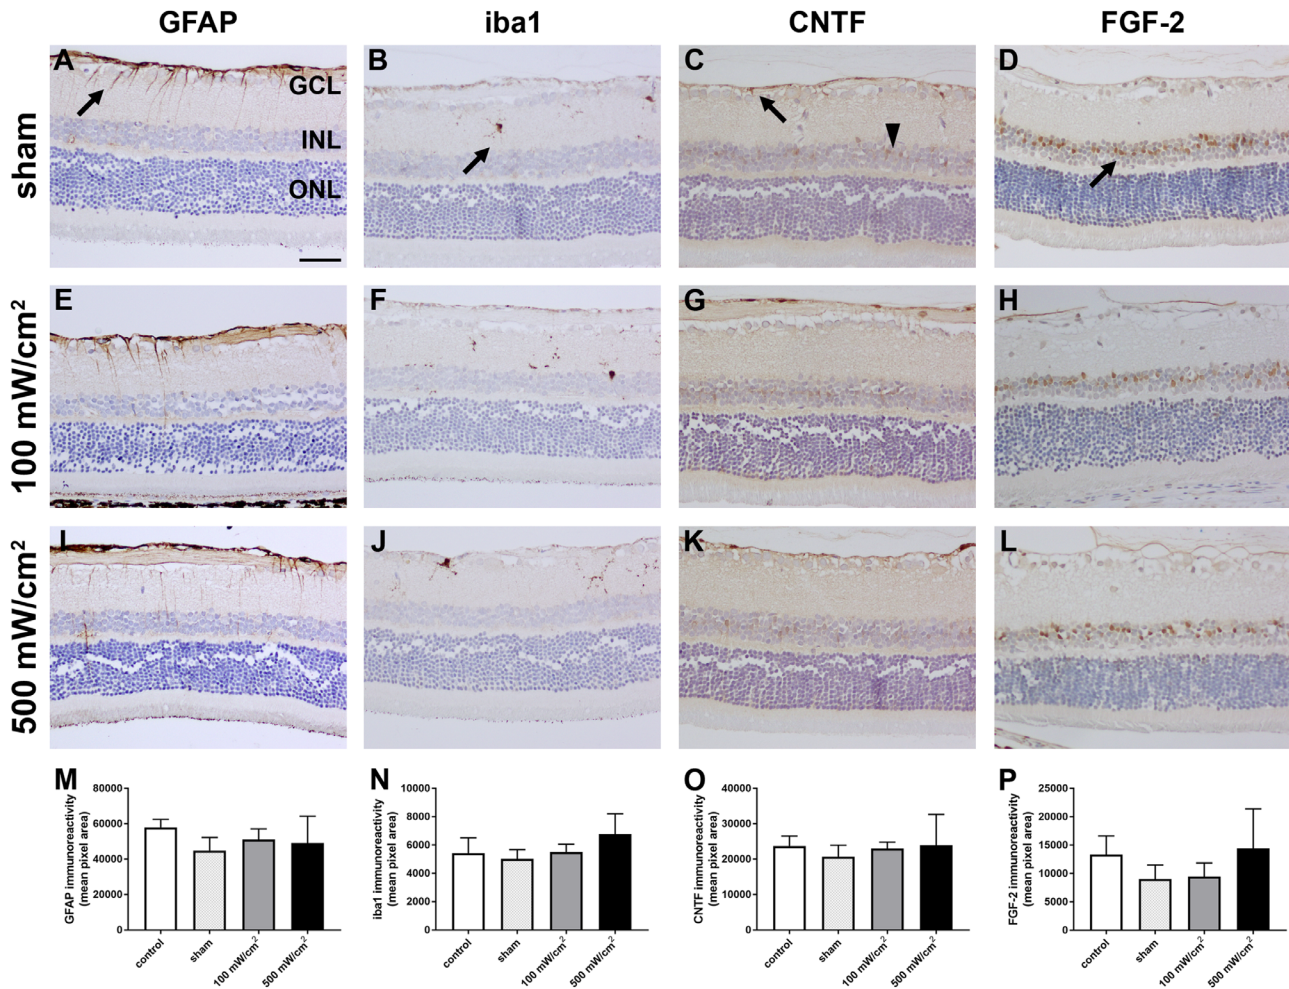 GFAP
iba1
CNTF
FGF-2
sham
A
GCL
INL
ONL
B
C
D
100 mW/cm²
E
F
G
H
500 mW/cm²
I
J
K
L
M
GFAP immunoreactivity
(mean pixel area)
80000
60000
40000
20000
0
control
sham
100 mW/cm²
500 mW/cm²
N
iba1 immunoreactivity
(mean pixel area)
10000
8000
6000
4000
2000
0
control
sham
100 mW/cm²
500 mW/cm²
O
CNTF immunoreactivity
(mean pixel area)
40000
30000
20000
10000
0
control
sham
100 mW/cm²
500 mW/cm²
P
FGF-2 immunoreactivity
(mean pixel area)
25000
20000
15000
10000
5000
0
control
sham
100 mW/cm²
500 mW/cm²